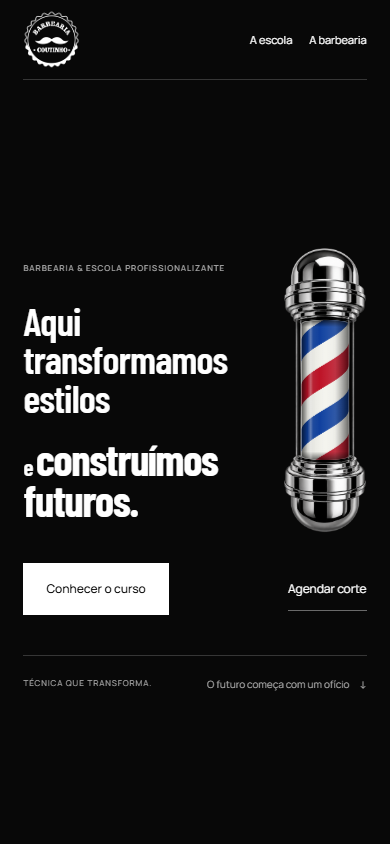 BARBEARIA
COUTINHO
A escola
A barbearia
BARBEARIA & ESCOLA PROFISSIONALIZANTE
Aqui
transformamos
estilos
e construímos
futuros.
Conhecer o curso
Agendar corte
TÉCNICA QUE TRANSFORMA.
O futuro começa com um ofício ↓